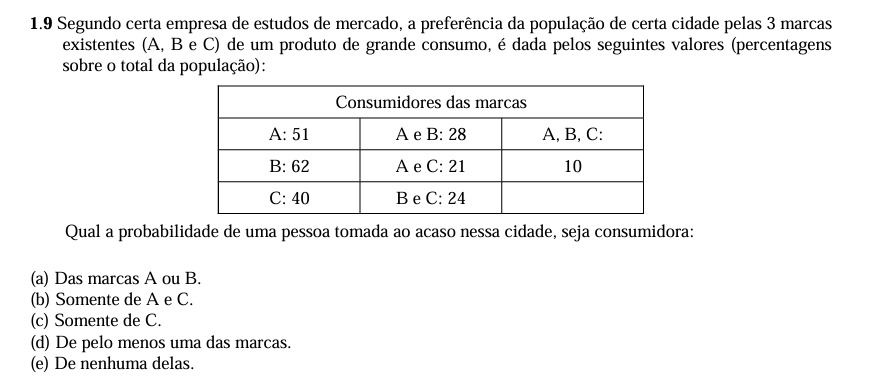 1.9 Segundo certa empresa de estudos de mercado, a preferência da população de certa cidade pelas 3 marcas
existentes (A, B e C) de um produto de grande consumo, é dada pelos seguintes valores (percentagens
sobre o total da população):
Consumidores das marcas
A: 51 A e B: 28 A, B, C:
B: 62 A e C: 21 10
C: 40 B e C: 24
Qual a probabilidade de uma pessoa tomada ao acaso nessa cidade, seja consumidora:
(a) Das marcas A ou B.
(b) Somente de A e C.
(c) Somente de C.
(d) De pelo menos uma das marcas.
(e) De nenhuma delas.